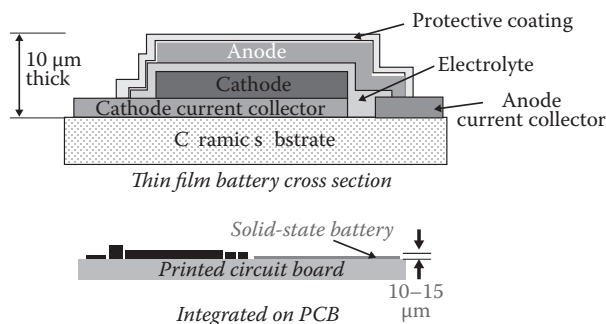 Protective coating
10 µm
thick
Anode
Electrolyte
Cathode
Cathode current collector
Anode
current collector
C ramic s bstrate
Thin film battery cross section
Solid-state battery
Printed circuit board
10–15
µm
Integrated on PCB